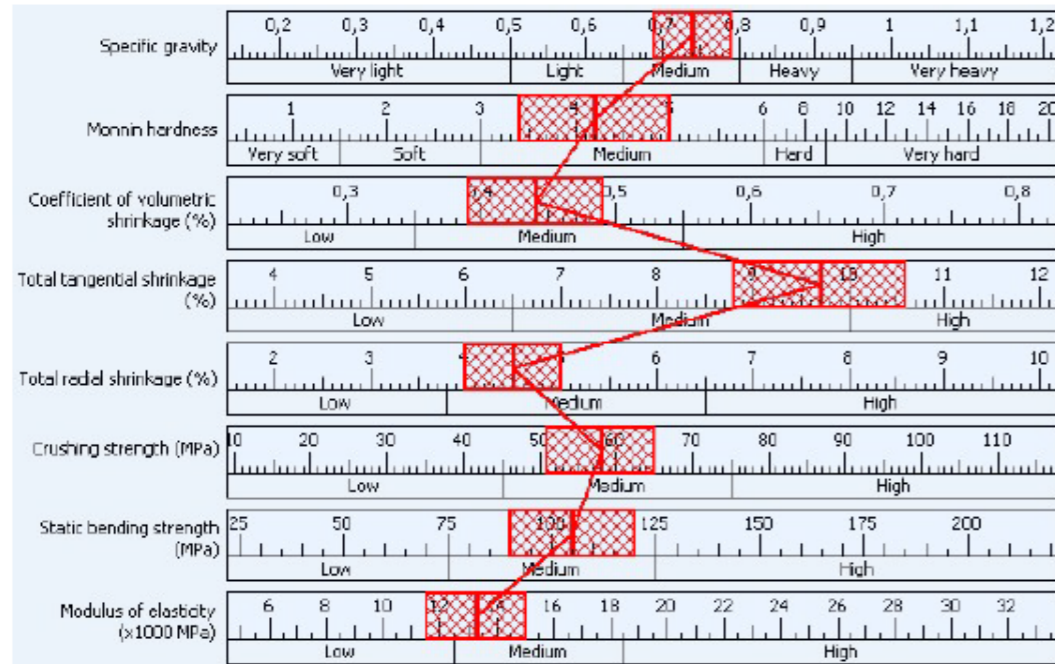 0,2 0,3 0,4 0,5 0,6 0,7 0,8 0,9 1 1,1 1,2
Specific gravity
Very light Light Medium Heavy Very heavy
1 2 3 4 5 6 8 10 12 14 16 18 20
Monnin hardness
Very soft Soft Medium Hard Very hard
0,3 0,4 0,5 0,6 0,7 0,8
Coefficient of volumetric
shrinkage (%)
Low Medium High
4 5 6 7 8 9 10 11 12
Total tangential shrinkage
(%)
Low Medium High
2 3 4 5 6 7 8 9 10
Total radial shrinkage (%)
Low Medium High
10 20 30 40 50 60 70 80 90 100 110
Crushing strength (MPa)
Low Medium High
25 50 75 100 125 150 175 200
Static bending strength
(MPa)
Low Medium High
6 8 10 12 14 16 18 20 22 24 26 28 30 32
Modulus of elasticity
(x1000 MPa)
Low Medium High